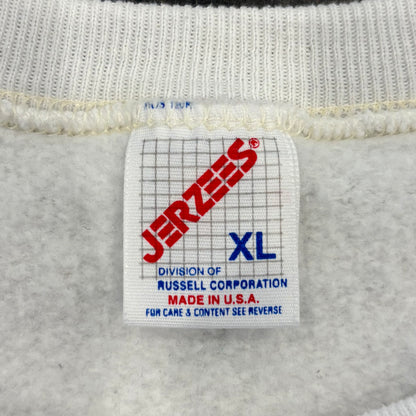 JERZEES®
XL
DIVISION OF
RUSSELL CORPORATION
MADE IN U.S.A.
FOR CARE & CONTENT SEE REVERSE